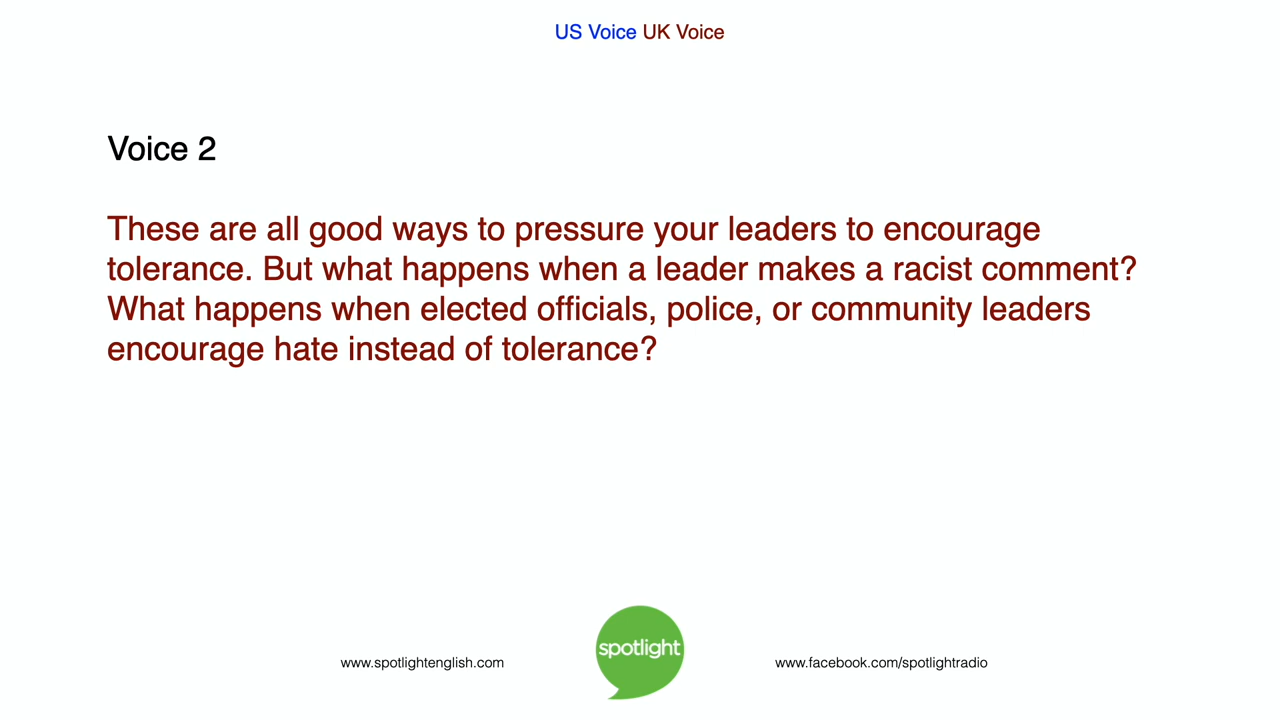 US Voice UK Voice
Voice 2
These are all good ways to pressure your leaders to encourage
tolerance. But what happens when a leader makes a racist comment?
What happens when elected officials, police, or community leaders
encourage hate instead of tolerance?
www.spotlightenglish.com
spotlight
www.facebook.com/spotlightradio